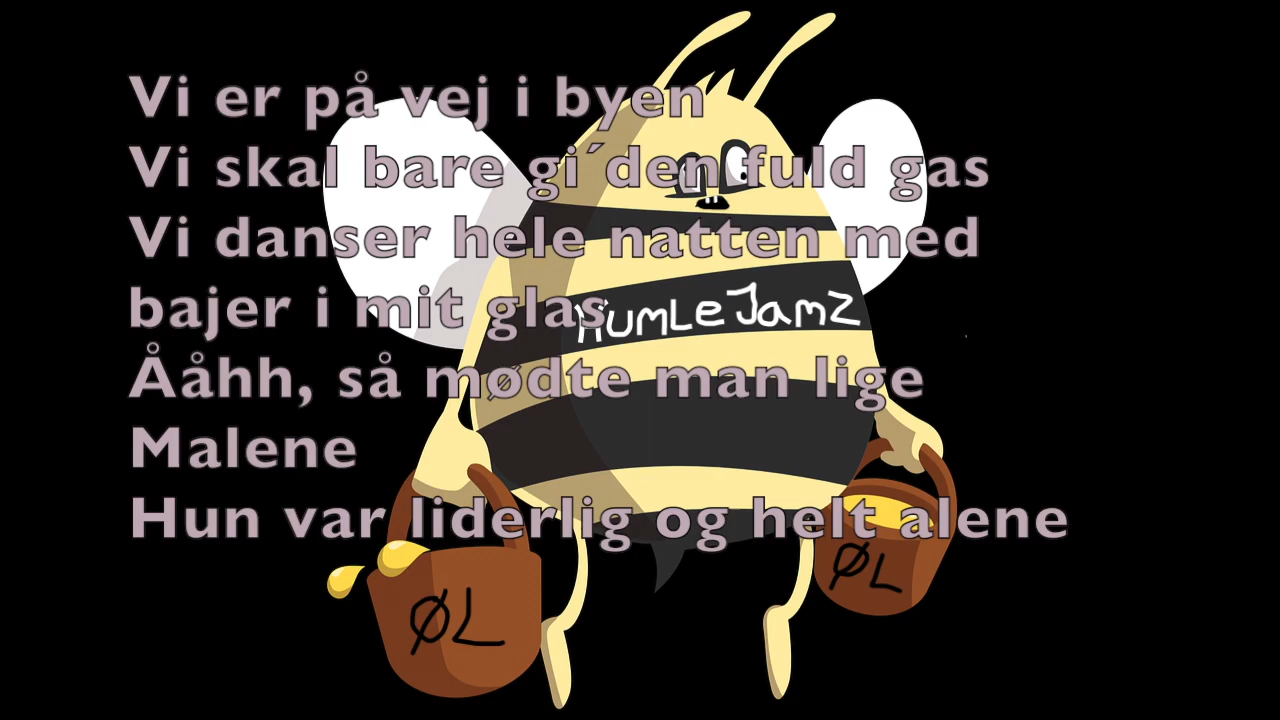 Vi er på vej i byen
Vi skal bare gi´den fuld gas
Vi danser hele natten med
bajer i mit glas
HumLeJamz
Ååhh, så mødte man lige
Malene
Hun var liderlig og helt alene
ØL
ØL